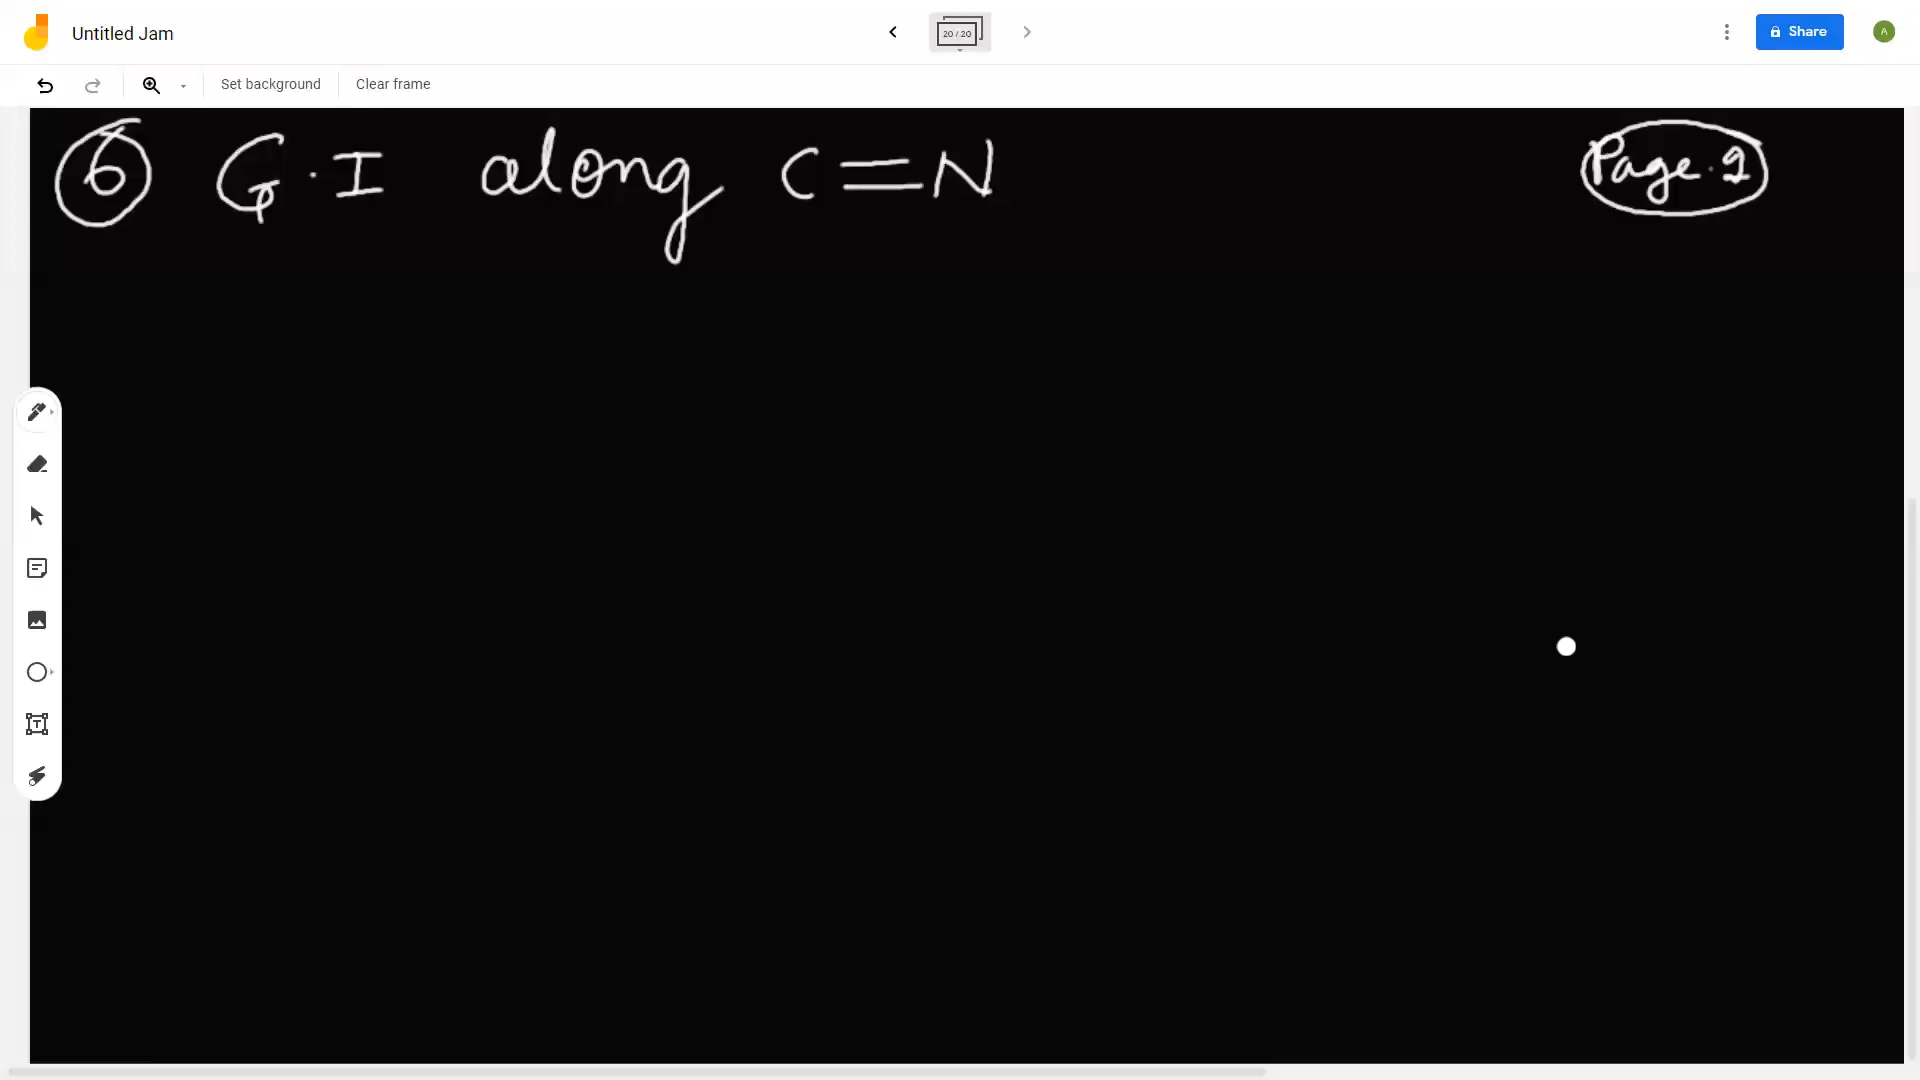 Untitled Jam
20 / 20
Share
A
Set background
Clear frame
6 G.I along C=N
Page.9